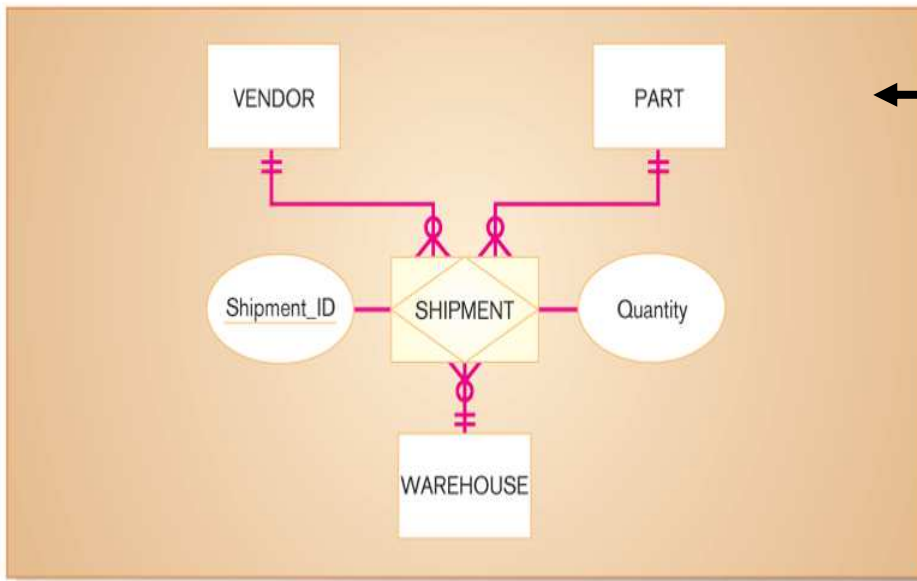 VENDOR
PART
Shipment_ID
SHIPMENT
Quantity
WAREHOUSE